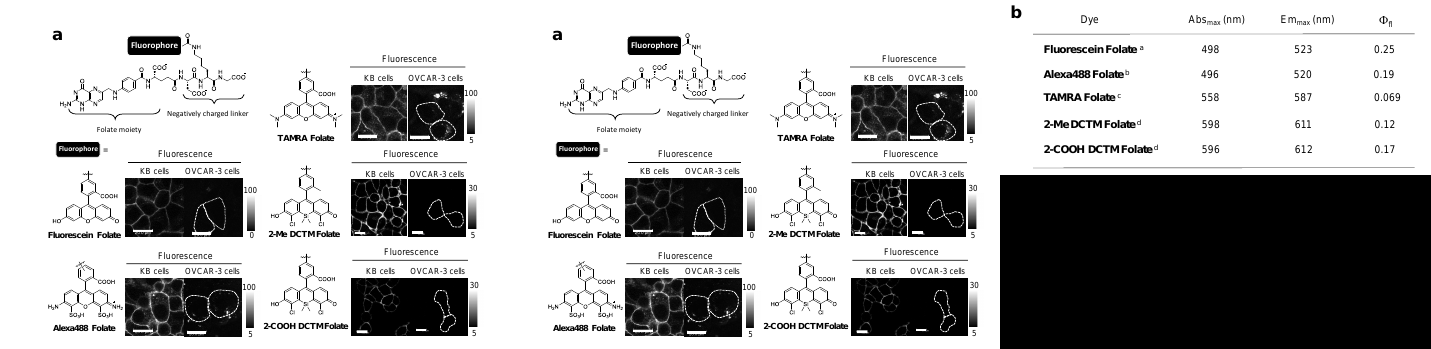 a
Fluorophore
Folate moiety
Negatively charged linker
Fluorophore =
Fluorescence
KB cells OVCAR-3 cells
100
5
TAMRA Folate
Fluorescence
KB cells OVCAR-3 cells
100
0
Fluorescein Folate
Fluorescence
KB cells OVCAR-3 cells
30
5
2-Me DCTM Folate
Fluorescence
KB cells OVCAR-3 cells
100
5
Alexa488 Folate
Fluorescence
KB cells OVCAR-3 cells
30
5
2-COOH DCTM Folate
a
Fluorophore
Folate moiety
Negatively charged linker
Fluorophore =
Fluorescence
KB cells OVCAR-3 cells
100
5
TAMRA Folate
Fluorescence
KB cells OVCAR-3 cells
100
0
Fluorescein Folate
Fluorescence
KB cells OVCAR-3 cells
30
5
2-Me DCTM Folate
Fluorescence
KB cells OVCAR-3 cells
100
5
Alexa488 Folate
Fluorescence
KB cells OVCAR-3 cells
30
5
2-COOH DCTM Folate
b
Dye Absmax (nm) Emmax (nm) Φfl
Fluorescein Folate a 498 523 0.25
Alexa488 Folate b 496 520 0.19
TAMRA Folate c 558 587 0.069
2-Me DCTM Folate d 598 611 0.12
2-COOH DCTM Folate d 596 612 0.17